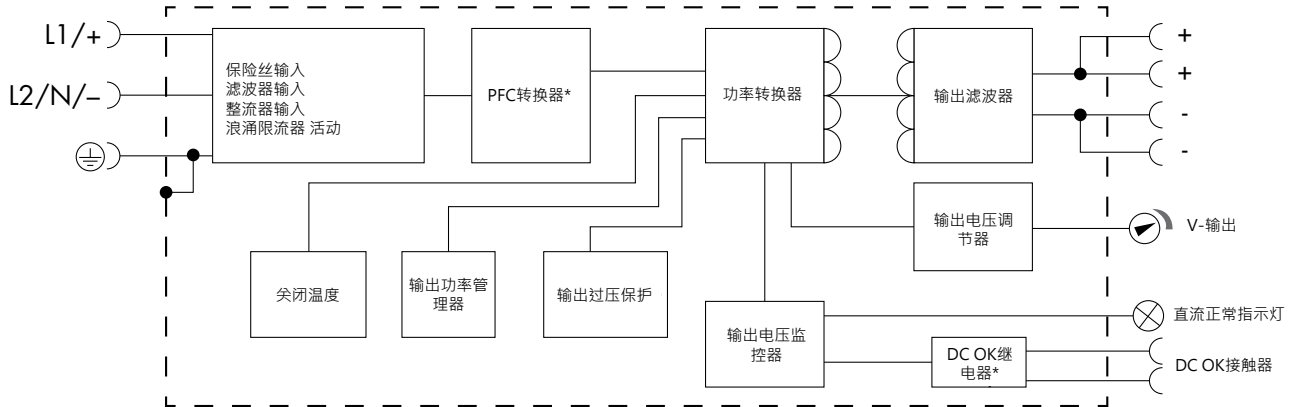 L1/+
L2/N/–
保险丝输入
滤波器输入
整流器输入
浪涌限流器 活动
PFC转换器*
功率转换器
输出滤波器
+
+
-
-
关闭温度
输出功率管
理器
输出过压保护
输出电压调
节器
V-输出
输出电压监
控器
直流正常指示灯
DC OK继
电器*
DC OK接触器